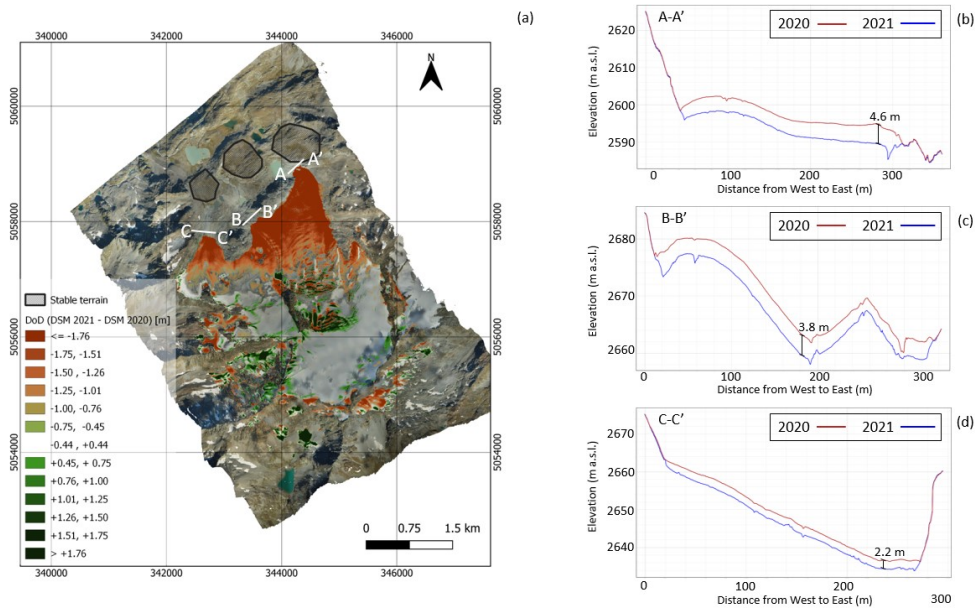 (a)
340000
342000
344000
346000
5060000
5058000
5056000
5054000
N
A
A'
B
B'
C
C'
Stable terrain
DoD (DSM 2021 - DSM 2020) [m]
<= -1.76
-1.75, -1.51
-1.50 , -1.26
-1.25, -1.01
-1.00, -0.76
-0.75, -0.45
-0.44, +0.44
+0.45, + 0.75
+0.76, +1.00
+1.01, +1.25
+1.26, +1.50
+1.51, +1.75
> +1.76
0 0.75 1.5 km
5060000
5058000
5056000
5054000
340000
342000
344000
346000
A-A'
2020
2021
(b)
Elevation
(m a.s.l.)
2620
2610
2600
2590
4.6 m
0
100
200
300
Distance from West to East (m)
B-B'
2020
2021
(c)
Elevation
(m a.s.l.)
2680
2670
2660
3.8 m
0
100
200
300
Distance from West to East (m)
C-C'
2020
2021
(d)
Elevation
(m a.s.l.)
2670
2660
2650
2640
2.2 m
0
100
200
300
Distance from West to East (m)